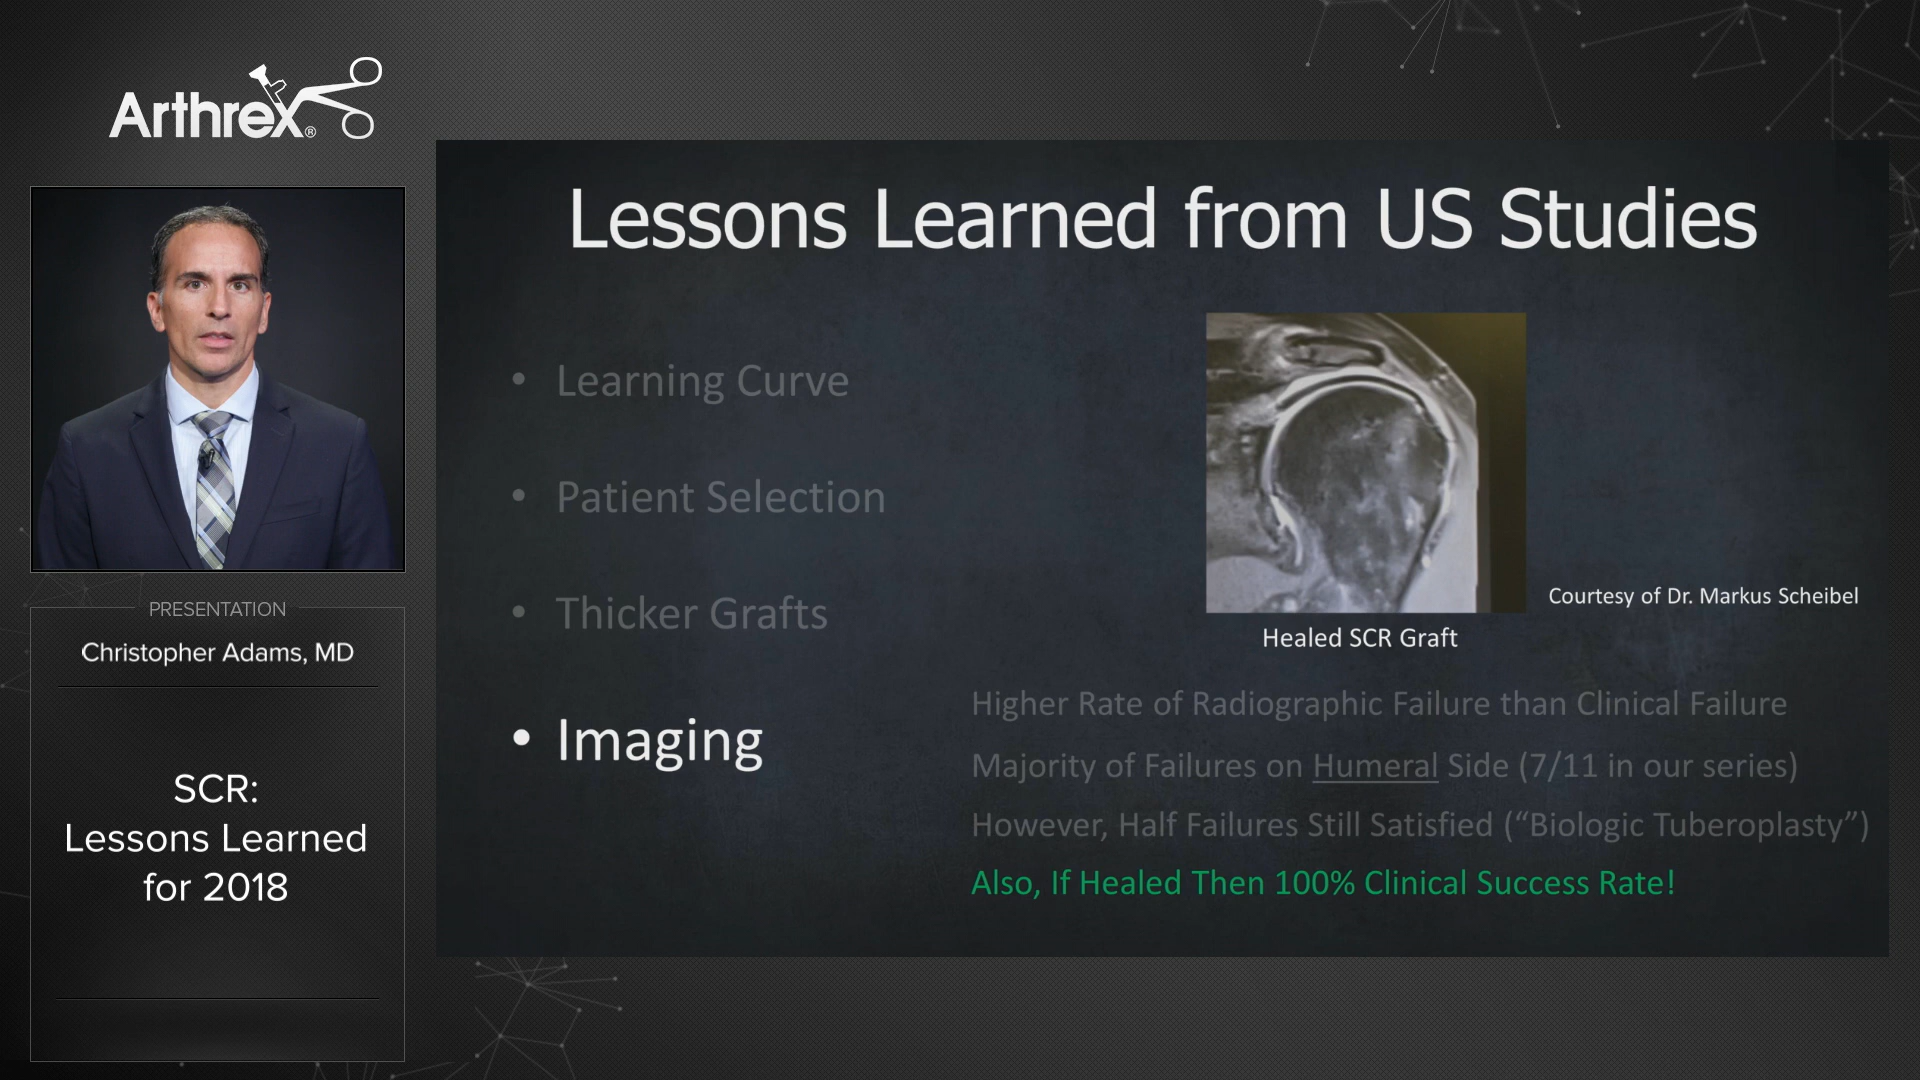 Arthrex®
Lessons Learned from US Studies
• Learning Curve
• Patient Selection
• Thicker Grafts
• Imaging
Courtesy of Dr. Markus Scheibel
Healed SCR Graft
Higher Rate of Radiographic Failure than Clinical Failure
Majority of Failures on Humeral Side (7/11 in our series)
However, Half Failures Still Satisfied (“Biologic Tuberoplasty”)
Also, If Healed Then 100% Clinical Success Rate!
PRESENTATION
Christopher Adams, MD
SCR:
Lessons Learned
for 2018